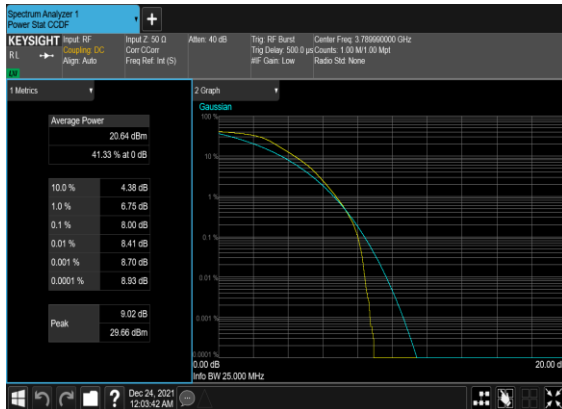 Spectrum Analyzer 1
Power Stat CCDF
+
KEYSIGHT
RL
Input: RF
Coupling: DC
Align: Auto
Input Z: 50 Ω
Corr CCorr
Freq Ref: Int (S)
Atten: 40 dB
Trig: RF Burst
Trig Delay: 500.0 µs
#IF Gain: Low
Center Freq: 3.789990000 GHz
Counts: 1.00 M/1.00 Mpt
Radio Std: None
1 Metrics
Average Power
20.64 dBm
41.33 % at 0 dB
10.0 % 4.38 dB
1.0 % 6.75 dB
0.1 % 8.00 dB
0.01 % 8.41 dB
0.001 % 8.70 dB
0.0001 % 8.93 dB
Peak
9.02 dB
29.66 dBm
2 Graph
Gaussian
100 %
10 %
1 %
0.1 %
0.01 %
0.001 %
0.0001 %
0.00 dB
20.00 d
Info BW 25.000 MHz
?
Dec 24, 2021
12:03:42 AM